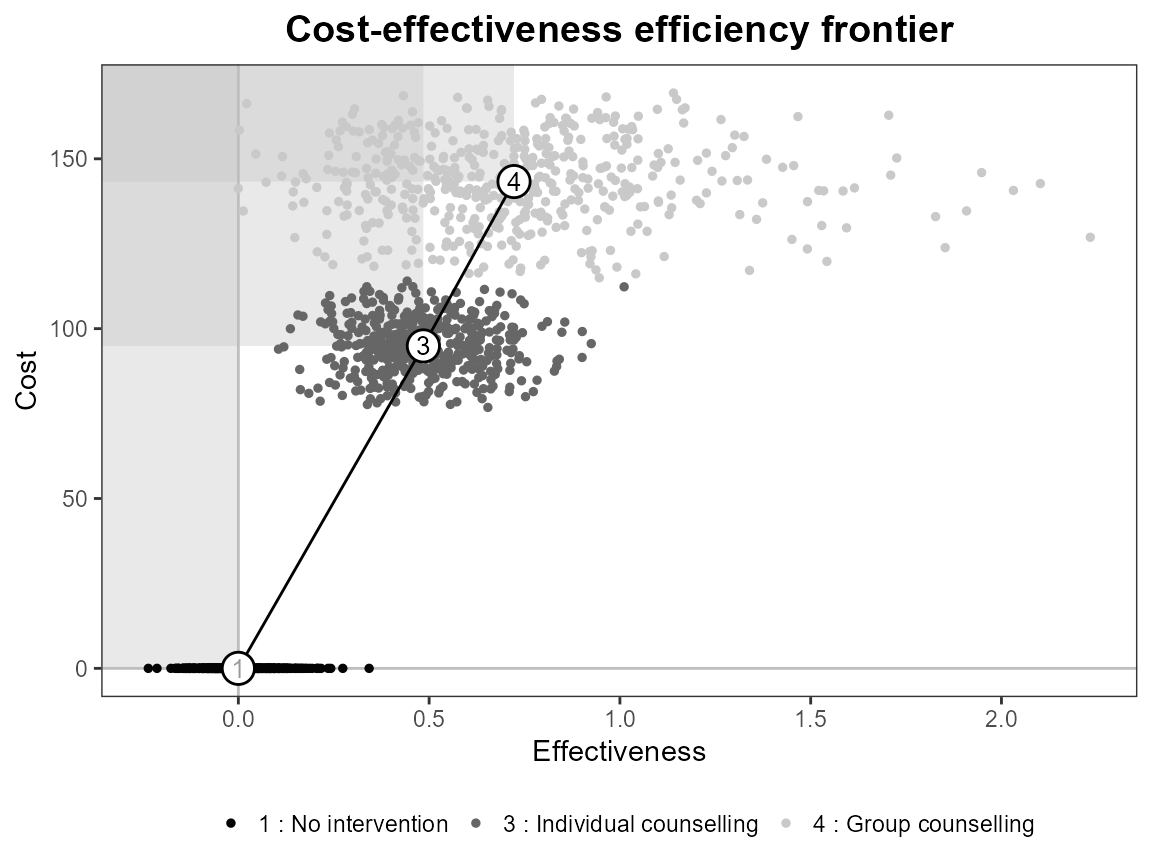 Cost-effectiveness efficiency frontier
Cost
150
100
50
0
4
3
1
0.0 0.5 1.0 1.5 2.0
Effectiveness
1 : No intervention 3 : Individual counselling 4 : Group counselling